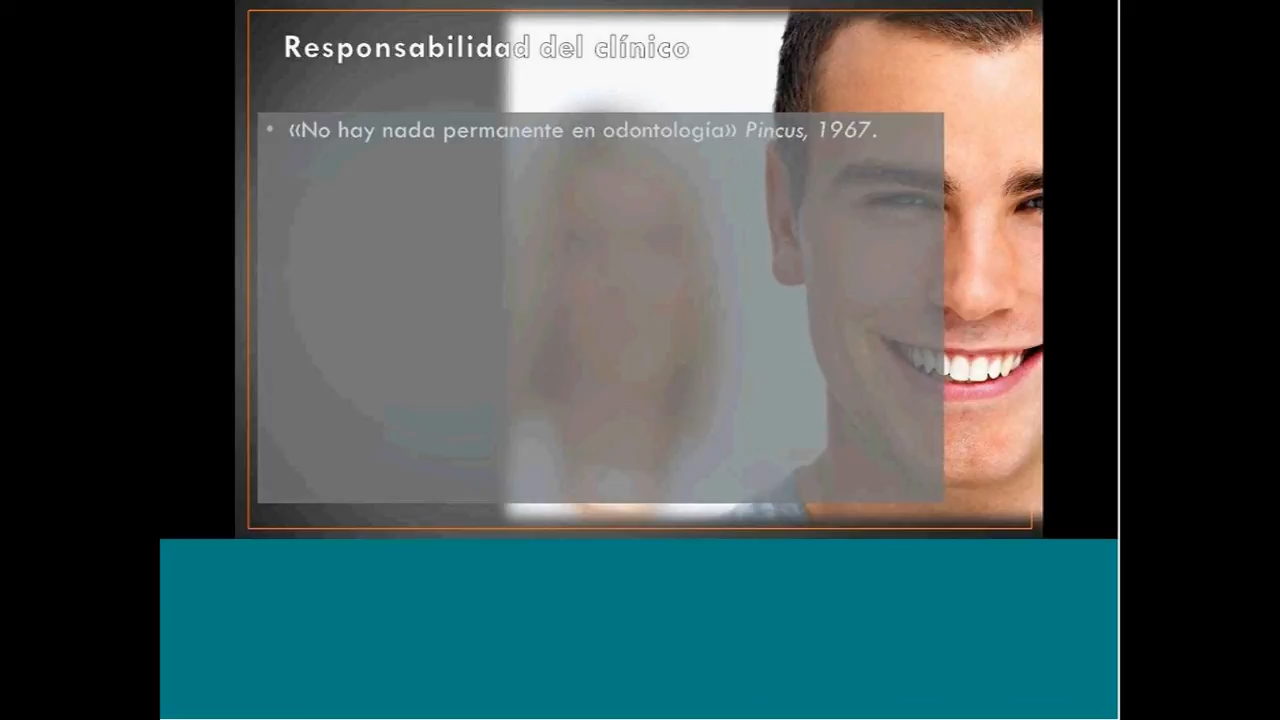 Responsabilidad del clínico
• «No hay nada permanente en odontología» Pincus, 1967.